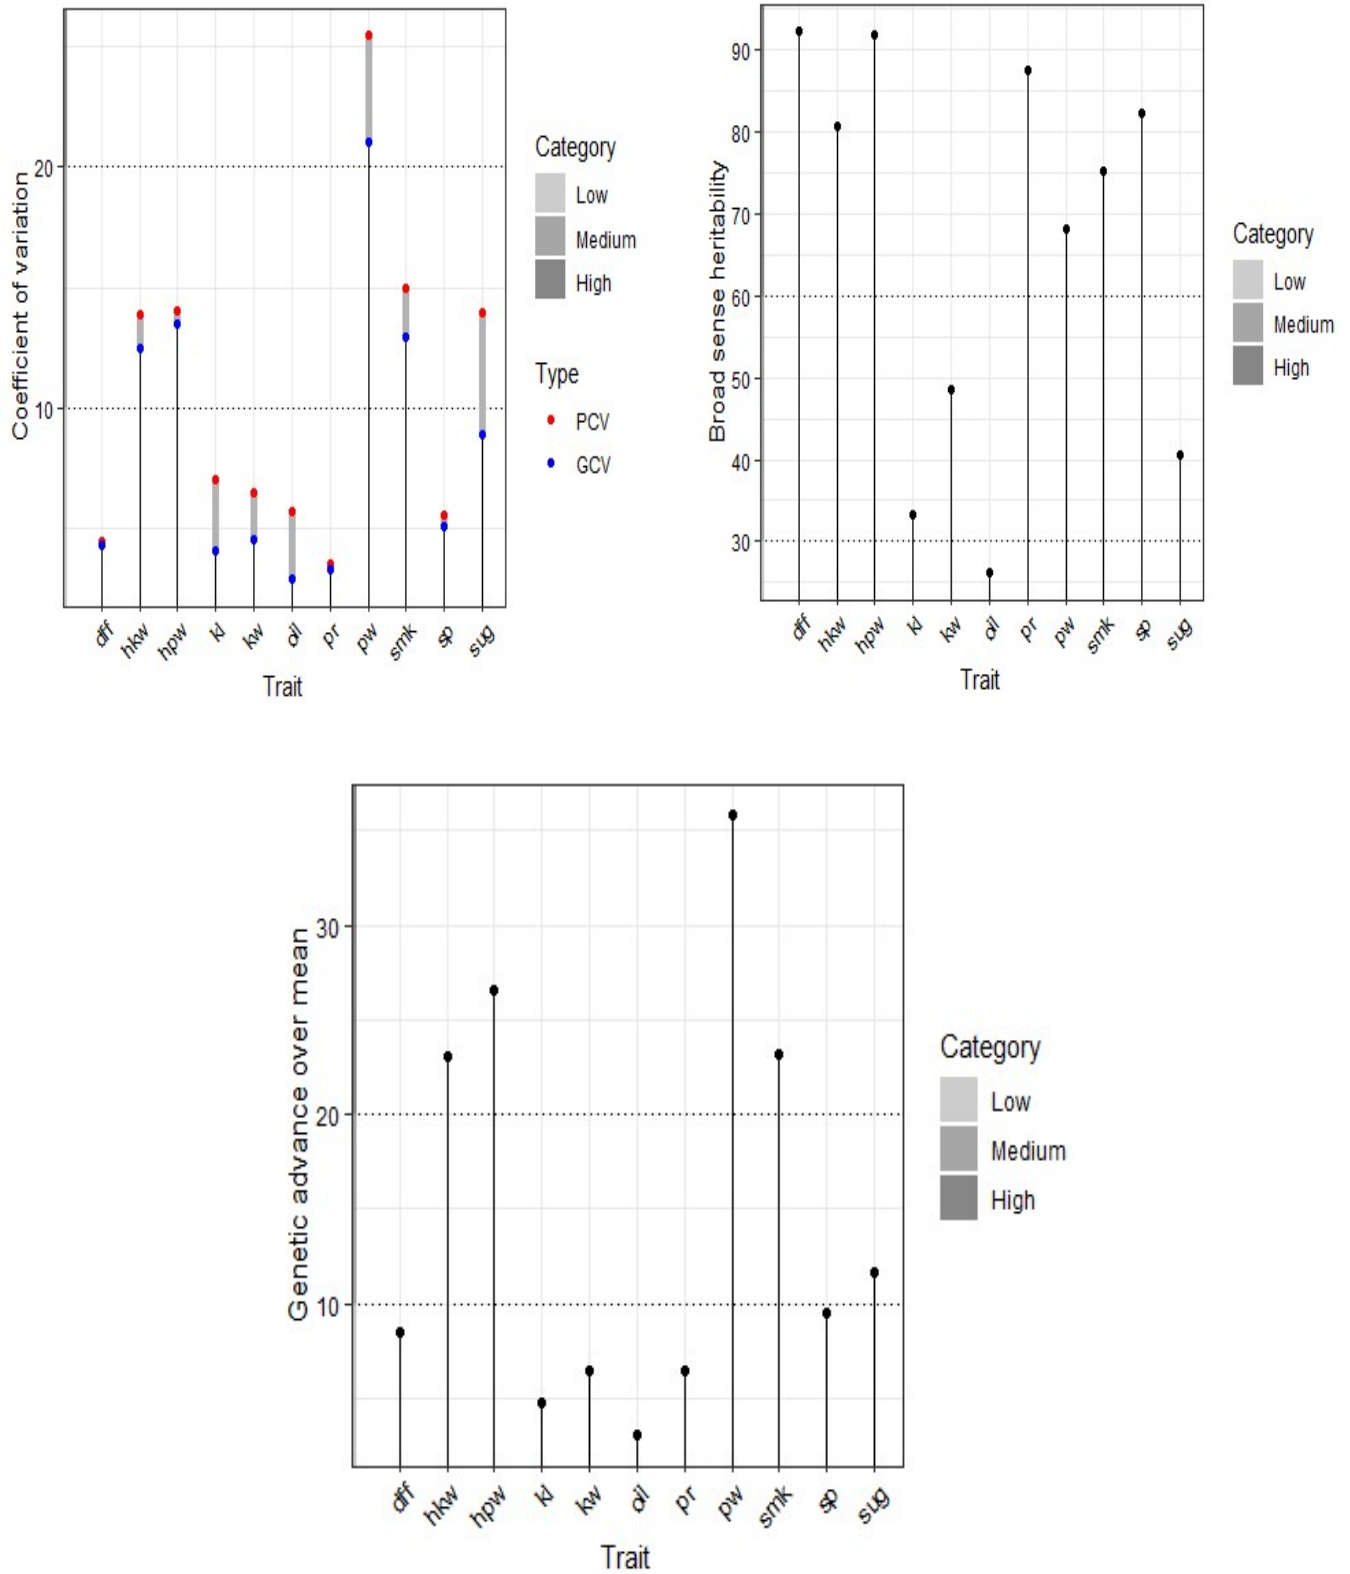 Coefficient of variation
20
10
dff hkw hpw kl kw oil pr pw smk sp sug
Trait
Category
Low
Medium
High
Type
PCV
GCV
Broad sense heritability
90
80
70
60
50
40
30
dff hkw hpw kl kw oil pr pw smk sp sug
Trait
Category
Low
Medium
High
Genetic advance over mean
30
20
10
dff hkw hpw kl kw oil pr pw smk sp sug
Trait
Category
Low
Medium
High